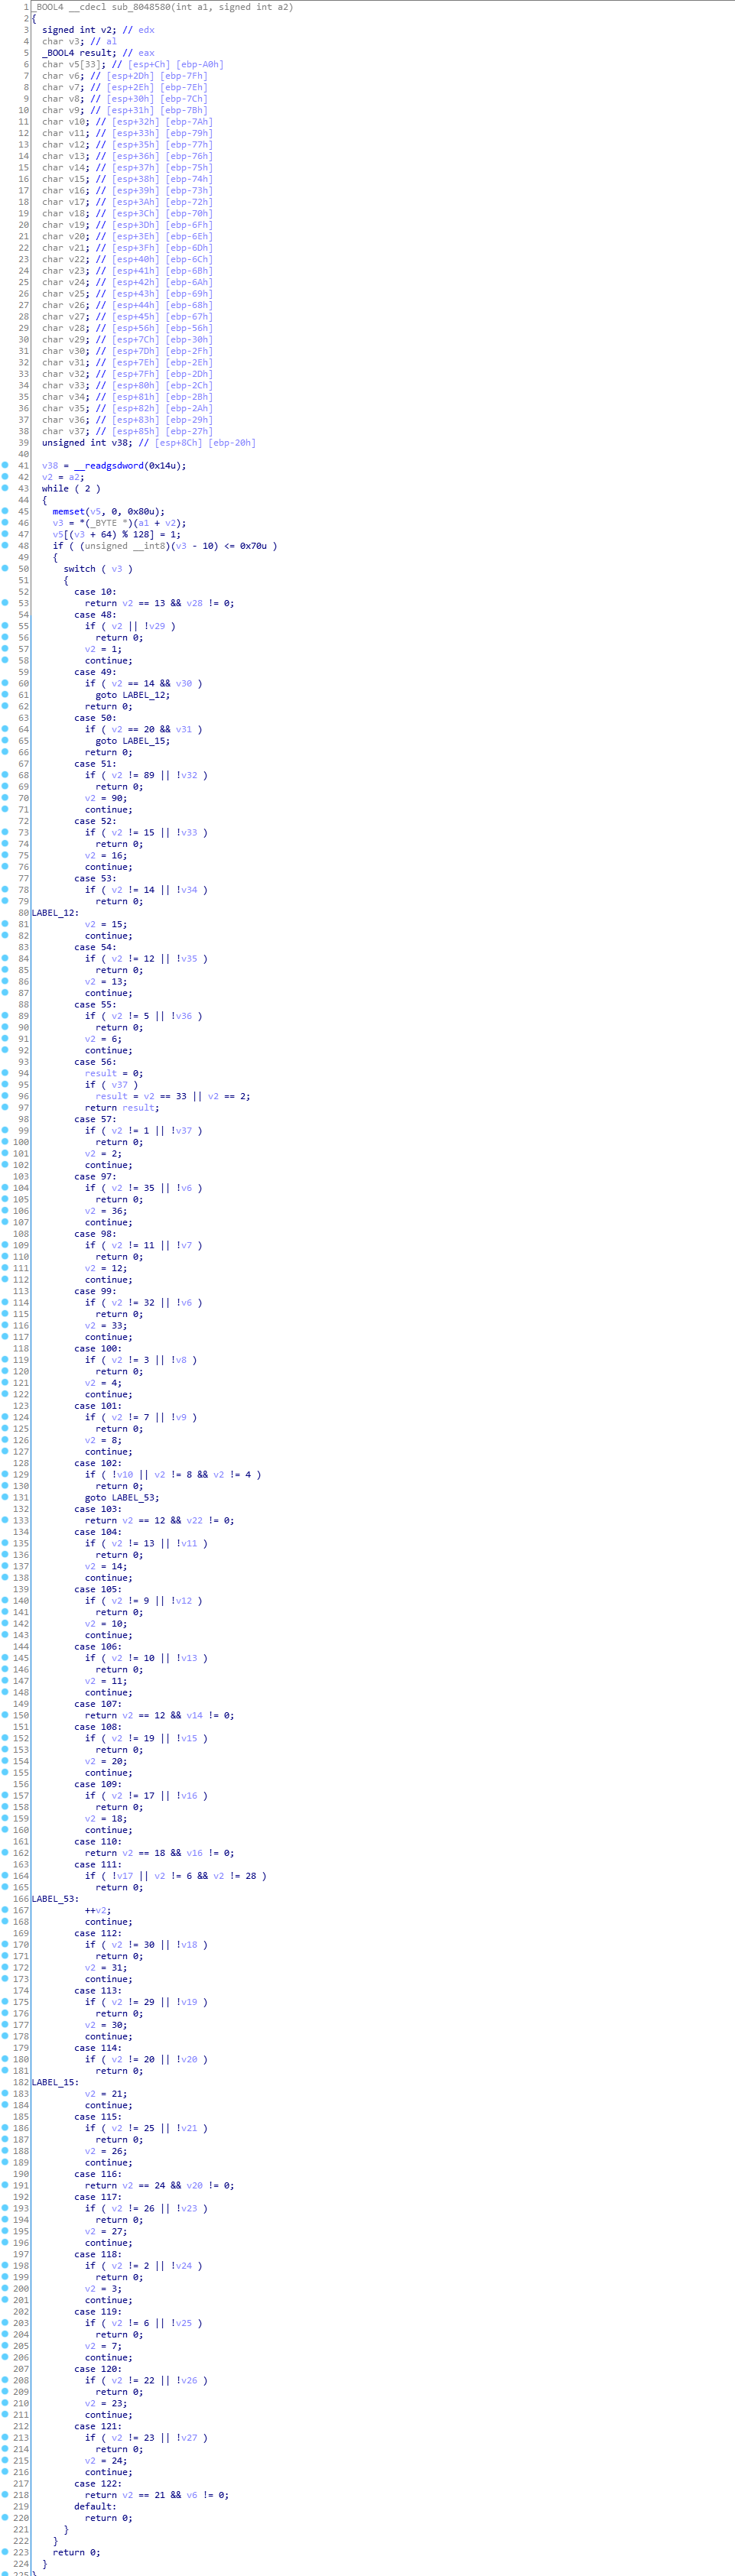 1 _BOOL4 __cdecl sub_8048580(int a1, signed int a2)
2 {
3 signed int v2; // edx
4 char v3; // al
5 _BOOL4 result; // eax
6 char v5[33]; // [esp+Ch] [ebp-A0h]
7 char v6; // [esp+2Dh] [ebp-7Fh]
8 char v7; // [esp+2Eh] [ebp-7Eh]
9 char v8; // [esp+30h] [ebp-7Ch]
10 char v9; // [esp+31h] [ebp-7Bh]
11 char v10; // [esp+32h] [ebp-7Ah]
12 char v11; // [esp+33h] [ebp-79h]
13 char v12; // [esp+35h] [ebp-77h]
14 char v13; // [esp+36h] [ebp-76h]
15 char v14; // [esp+37h] [ebp-75h]
16 char v15; // [esp+38h] [ebp-74h]
17 char v16; // [esp+39h] [ebp-73h]
18 char v17; // [esp+3Ah] [ebp-72h]
19 char v18; // [esp+3Ch] [ebp-70h]
20 char v19; // [esp+3Dh] [ebp-6Fh]
21 char v20; // [esp+3Eh] [ebp-6Eh]
22 char v21; // [esp+3Fh] [ebp-6Dh]
23 char v22; // [esp+40h] [ebp-6Ch]
24 char v23; // [esp+41h] [ebp-6Bh]
25 char v24; // [esp+42h] [ebp-6Ah]
26 char v25; // [esp+43h] [ebp-69h]
27 char v26; // [esp+44h] [ebp-68h]
28 char v27; // [esp+45h] [ebp-67h]
29 char v28; // [esp+56h] [ebp-56h]
30 char v29; // [esp+7Ch] [ebp-30h]
31 char v30; // [esp+7Dh] [ebp-2Fh]
32 char v31; // [esp+7Eh] [ebp-2Eh]
33 char v32; // [esp+7Fh] [ebp-2Dh]
34 char v33; // [esp+80h] [ebp-2Ch]
35 char v34; // [esp+81h] [ebp-2Bh]
36 char v35; // [esp+82h] [ebp-2Ah]
37 char v36; // [esp+83h] [ebp-29h]
38 char v37; // [esp+85h] [ebp-27h]
39 unsigned int v38; // [esp+8Ch] [ebp-20h]
40
41 v38 = __readgsdword(0x14u);
42 v2 = a2;
43 while ( 2 )
44 {
45 memset(v5, 0, 0x80u);
46 v3 = *(_BYTE *)(a1 + v2);
47 v5[(v3 + 64) % 128] = 1;
48 if ( (unsigned __int8)(v3 - 10) <= 0x70u )
49 {
50 switch ( v3 )
51 {
52 case 10:
53 return v2 == 13 && v28 != 0;
54 case 48:
55 if ( v2 || !v29 )
56 return 0;
57 v2 = 1;
58 continue;
59 case 49:
60 if ( v2 == 14 && v30 )
61 goto LABEL_12;
62 return 0;
63 case 50:
64 if ( v2 == 20 && v31 )
65 goto LABEL_15;
66 return 0;
67 case 51:
68 if ( v2 != 89 || !v32 )
69 return 0;
70 v2 = 90;
71 continue;
72 case 52:
73 if ( v2 != 15 || !v33 )
74 return 0;
75 v2 = 16;
76 continue;
77 case 53:
78 if ( v2 != 14 || !v34 )
79 return 0;
80 LABEL_12:
81 v2 = 15;
82 continue;
83 case 54:
84 if ( v2 != 12 || !v35 )
85 return 0;
86 v2 = 13;
87 continue;
88 case 55:
89 if ( v2 != 5 || !v36 )
90 return 0;
91 v2 = 6;
92 continue;
93 case 56:
94 result = 0;
95 if ( v37 )
96 result = v2 == 33 || v2 == 2;
97 return result;
98 case 57:
99 if ( v2 != 1 || !v37 )
100 return 0;
101 v2 = 2;
102 continue;
103 case 97:
104 if ( v2 != 35 || !v6 )
105 return 0;
106 v2 = 36;
107 continue;
108 case 98:
109 if ( v2 != 11 || !v7 )
110 return 0;
111 v2 = 12;
112 continue;
113 case 99:
114 if ( v2 != 32 || !v6 )
115 return 0;
116 v2 = 33;
117 continue;
118 case 100:
119 if ( v2 != 3 || !v8 )
120 return 0;
121 v2 = 4;
122 continue;
123 case 101:
124 if ( v2 != 7 || !v9 )
125 return 0;
126 v2 = 8;
127 continue;
128 case 102:
129 if ( !v10 || v2 != 8 && v2 != 4 )
130 return 0;
131 goto LABEL_53;
132 case 103:
133 return v2 == 12 && v22 != 0;
134 case 104:
135 if ( v2 != 13 || !v11 )
136 return 0;
137 v2 = 14;
138 continue;
139 case 105:
140 if ( v2 != 9 || !v12 )
141 return 0;
142 v2 = 10;
143 continue;
144 case 106:
145 if ( v2 != 10 || !v13 )
146 return 0;
147 v2 = 11;
148 continue;
149 case 107:
150 return v2 == 12 && v14 != 0;
151 case 108:
152 if ( v2 != 19 || !v15 )
153 return 0;
154 v2 = 20;
155 continue;
156 case 109:
157 if ( v2 != 17 || !v16 )
158 return 0;
159 v2 = 18;
160 continue;
161 case 110:
162 return v2 == 18 && v16 != 0;
163 case 111:
164 if ( !v17 || v2 != 6 && v2 != 28 )
165 return 0;
166 LABEL_53:
167 ++v2;
168 continue;
169 case 112:
170 if ( v2 != 30 || !v18 )
171 return 0;
172 v2 = 31;
173 continue;
174 case 113:
175 if ( v2 != 29 || !v19 )
176 return 0;
177 v2 = 30;
178 continue;
179 case 114:
180 if ( v2 != 20 || !v20 )
181 return 0;
182 LABEL_15:
183 v2 = 21;
184 continue;
185 case 115:
186 if ( v2 != 25 || !v21 )
187 return 0;
188 v2 = 26;
189 continue;
190 case 116:
191 return v2 == 24 && v20 != 0;
192 case 117:
193 if ( v2 != 26 || !v23 )
194 return 0;
195 v2 = 27;
196 continue;
197 case 118:
198 if ( v2 != 2 || !v24 )
199 return 0;
200 v2 = 3;
201 continue;
202 case 119:
203 if ( v2 != 6 || !v25 )
204 return 0;
205 v2 = 7;
206 continue;
207 case 120:
208 if ( v2 != 22 || !v26 )
209 return 0;
210 v2 = 23;
211 continue;
212 case 121:
213 if ( v2 != 23 || !v27 )
214 return 0;
215 v2 = 24;
216 continue;
217 case 122:
218 return v2 == 21 && v6 != 0;
219 default:
220 return 0;
221 }
222 }
223 return 0;
224 }
225 }